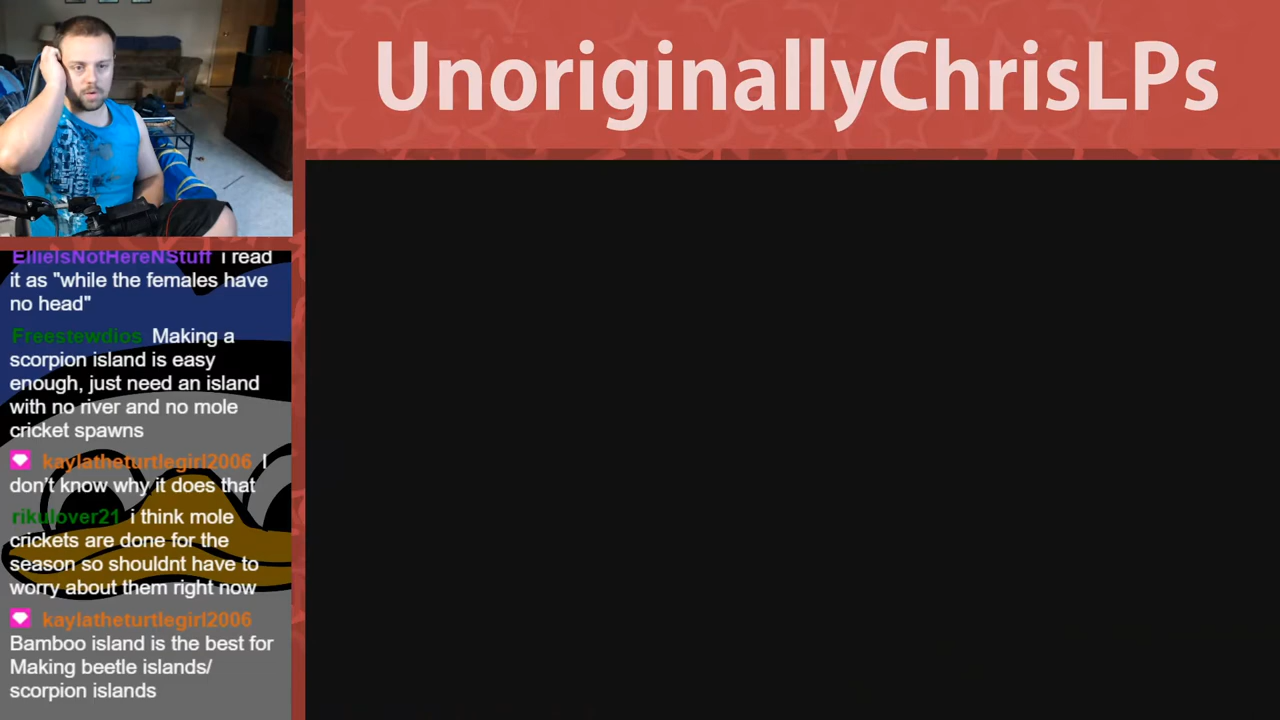 UnoriginallyChrisLPs
EllieIsNotHereNStuff i read
it as "while the females have
no head"
Freestewdios Making a
scorpion island is easy
enough, just need an island
with no river and no mole
cricket spawns
kaylatheturtlegirl2006 I
don't know why it does that
rikulover21 i think mole
crickets are done for the
season so shouldnt have to
worry about them right now
kaylatheturtlegirl2006
Bamboo island is the best for
Making beetle islands/
scorpion islands